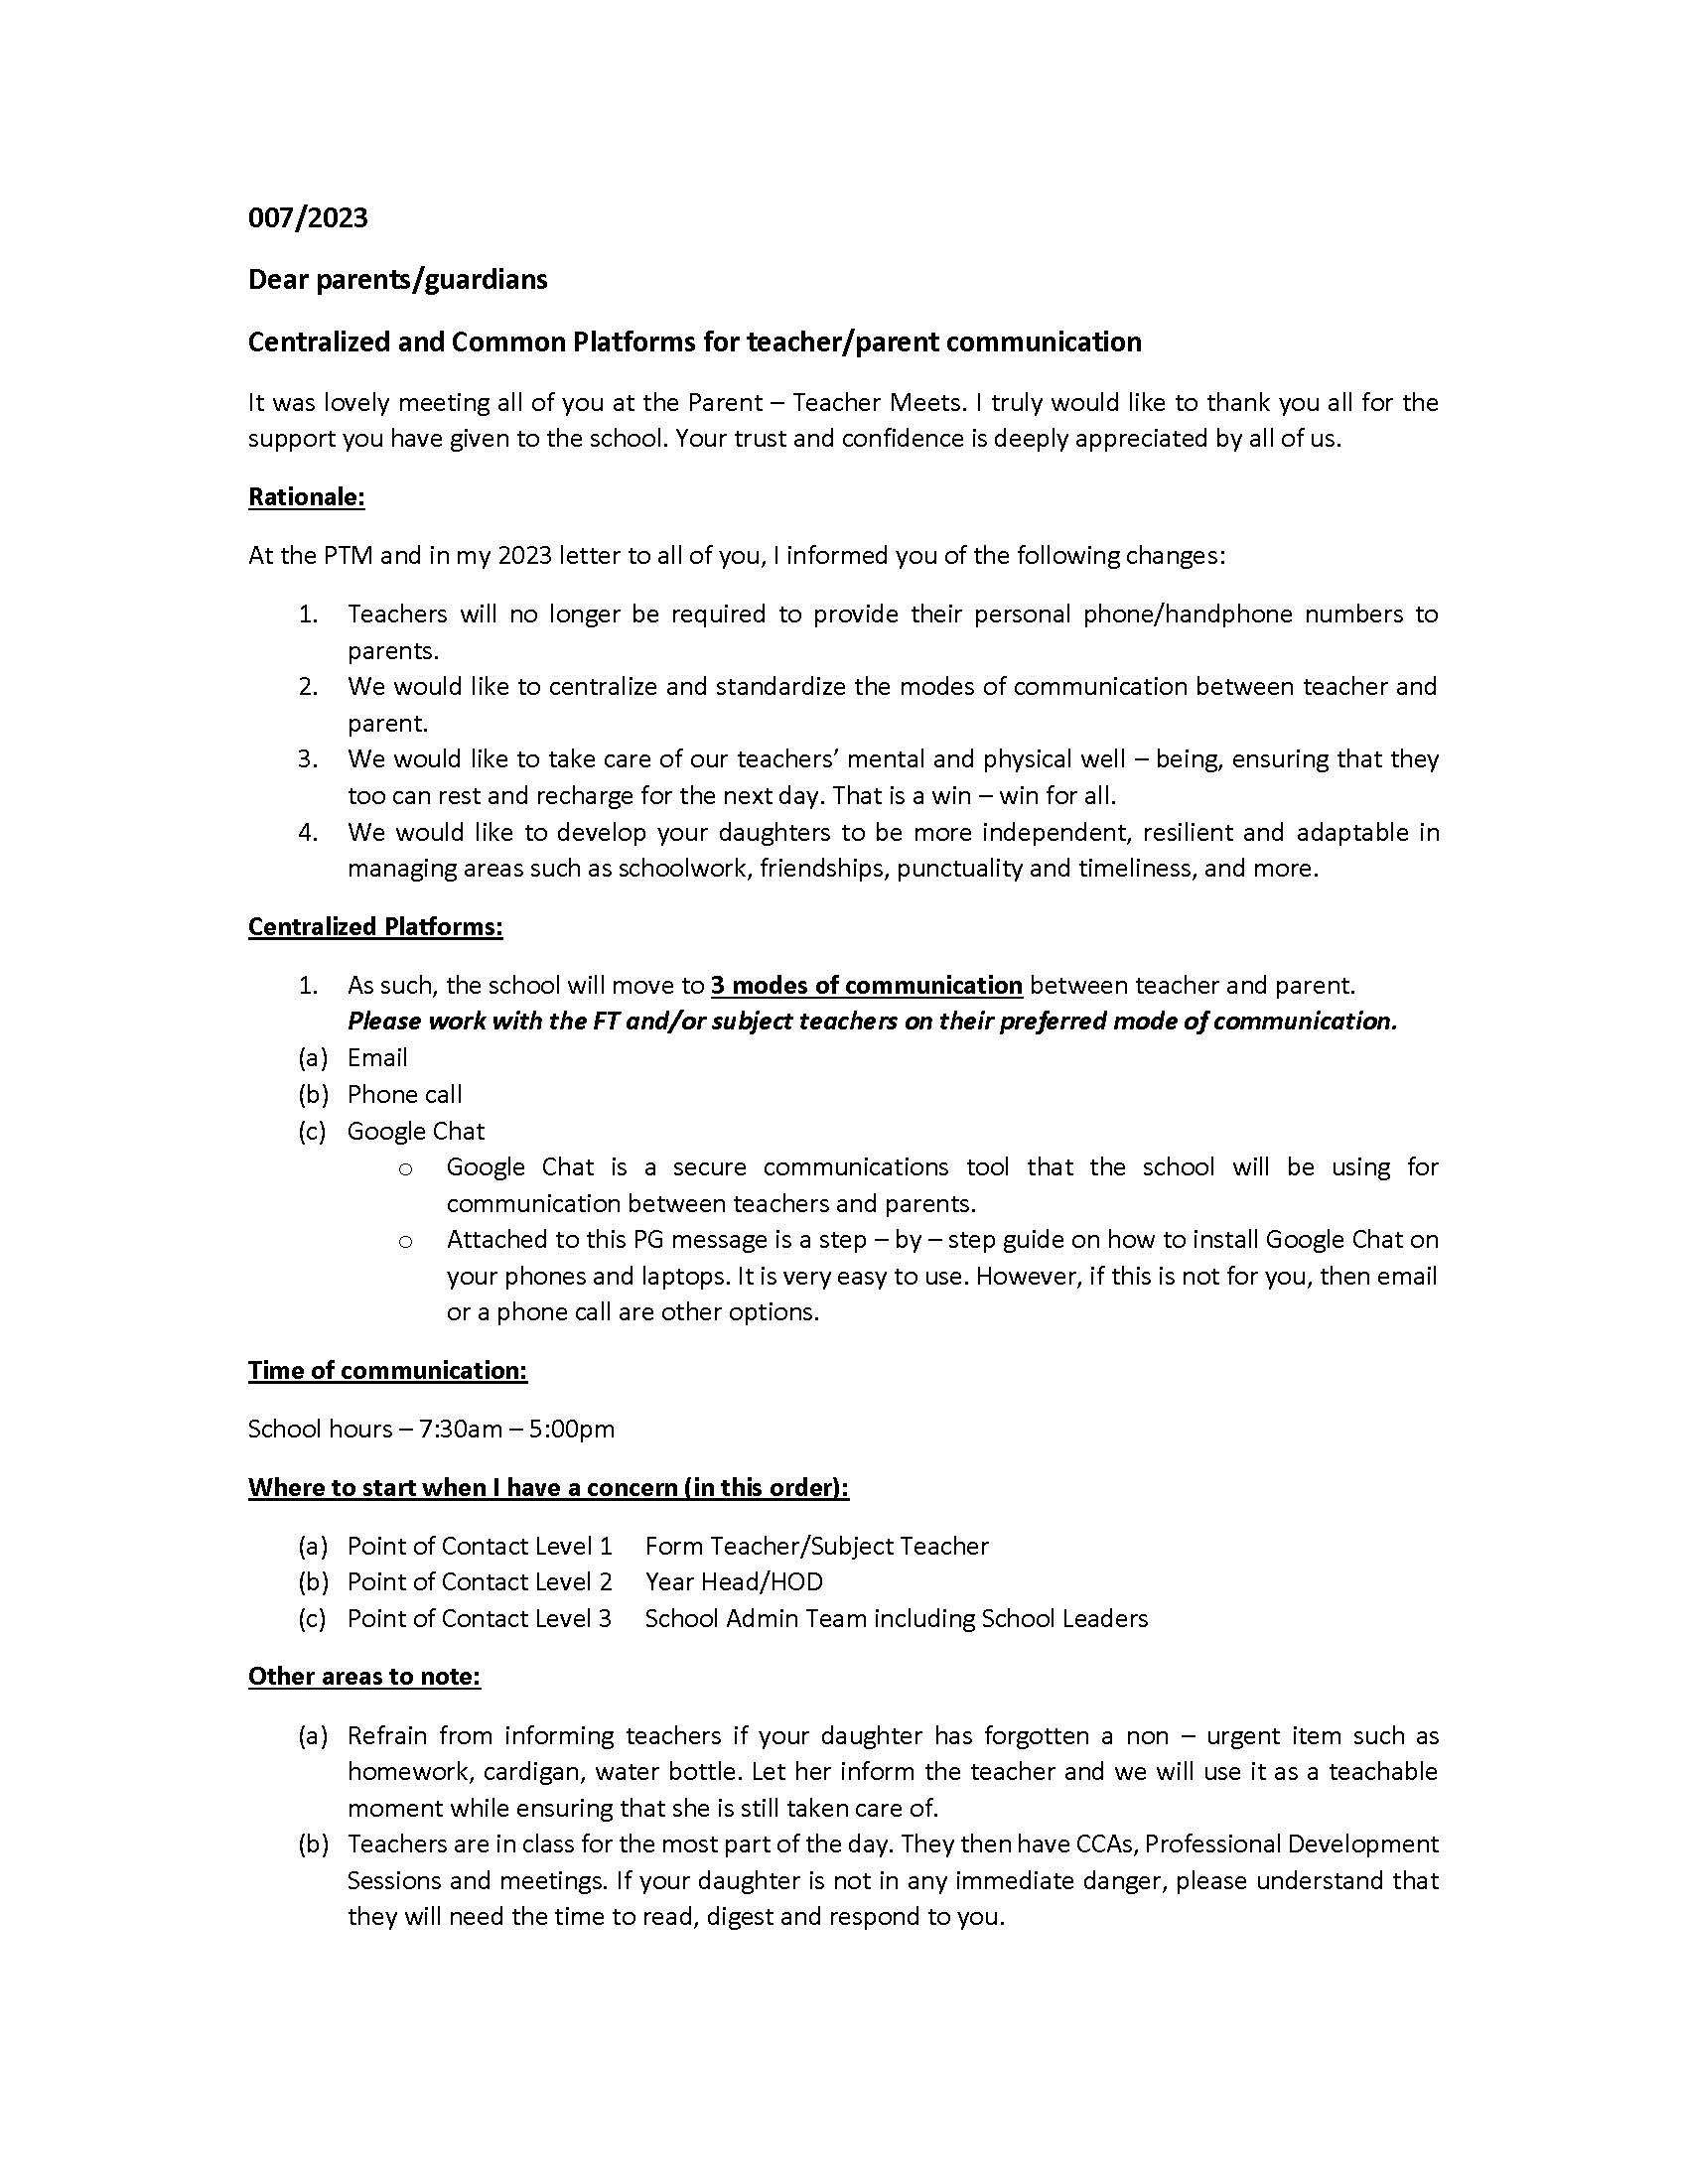 007/2023
Dear parents/guardians
Centralized and Common Platforms for teacher/parent communication
It was lovely meeting all of you at the Parent – Teacher Meets. I truly would like to thank you all for the
support you have given to the school. Your trust and confidence is deeply appreciated by all of us.
Rationale:
At the PTM and in my 2023 letter to all of you, I informed you of the following changes:
1. Teachers will no longer be required to provide their personal phone/handphone numbers to
parents.
2. We would like to centralize and standardize the modes of communication between teacher and
parent.
3. We would like to take care of our teachers’ mental and physical well – being, ensuring that they
too can rest and recharge for the next day. That is a win – win for all.
4. We would like to develop your daughters to be more independent, resilient and adaptable in
managing areas such as schoolwork, friendships, punctuality and timeliness, and more.
Centralized Platforms:
1. As such, the school will move to 3 modes of communication between teacher and parent.
Please work with the FT and/or subject teachers on their preferred mode of communication.
(a) Email
(b) Phone call
(c) Google Chat
o Google Chat is a secure communications tool that the school will be using for
communication between teachers and parents.
o Attached to this PG message is a step – by – step guide on how to install Google Chat on
your phones and laptops. It is very easy to use. However, if this is not for you, then email
or a phone call are other options.
Time of communication:
School hours – 7:30am – 5:00pm
Where to start when I have a concern (in this order):
(a) Point of Contact Level 1 Form Teacher/Subject Teacher
(b) Point of Contact Level 2 Year Head/HOD
(c) Point of Contact Level 3 School Admin Team including School Leaders
Other areas to note:
(a) Refrain from informing teachers if your daughter has forgotten a non – urgent item such as
homework, cardigan, water bottle. Let her inform the teacher and we will use it as a teachable
moment while ensuring that she is still taken care of.
(b) Teachers are in class for the most part of the day. They then have CCAs, Professional Development
Sessions and meetings. If your daughter is not in any immediate danger, please understand that
they will need the time to read, digest and respond to you.